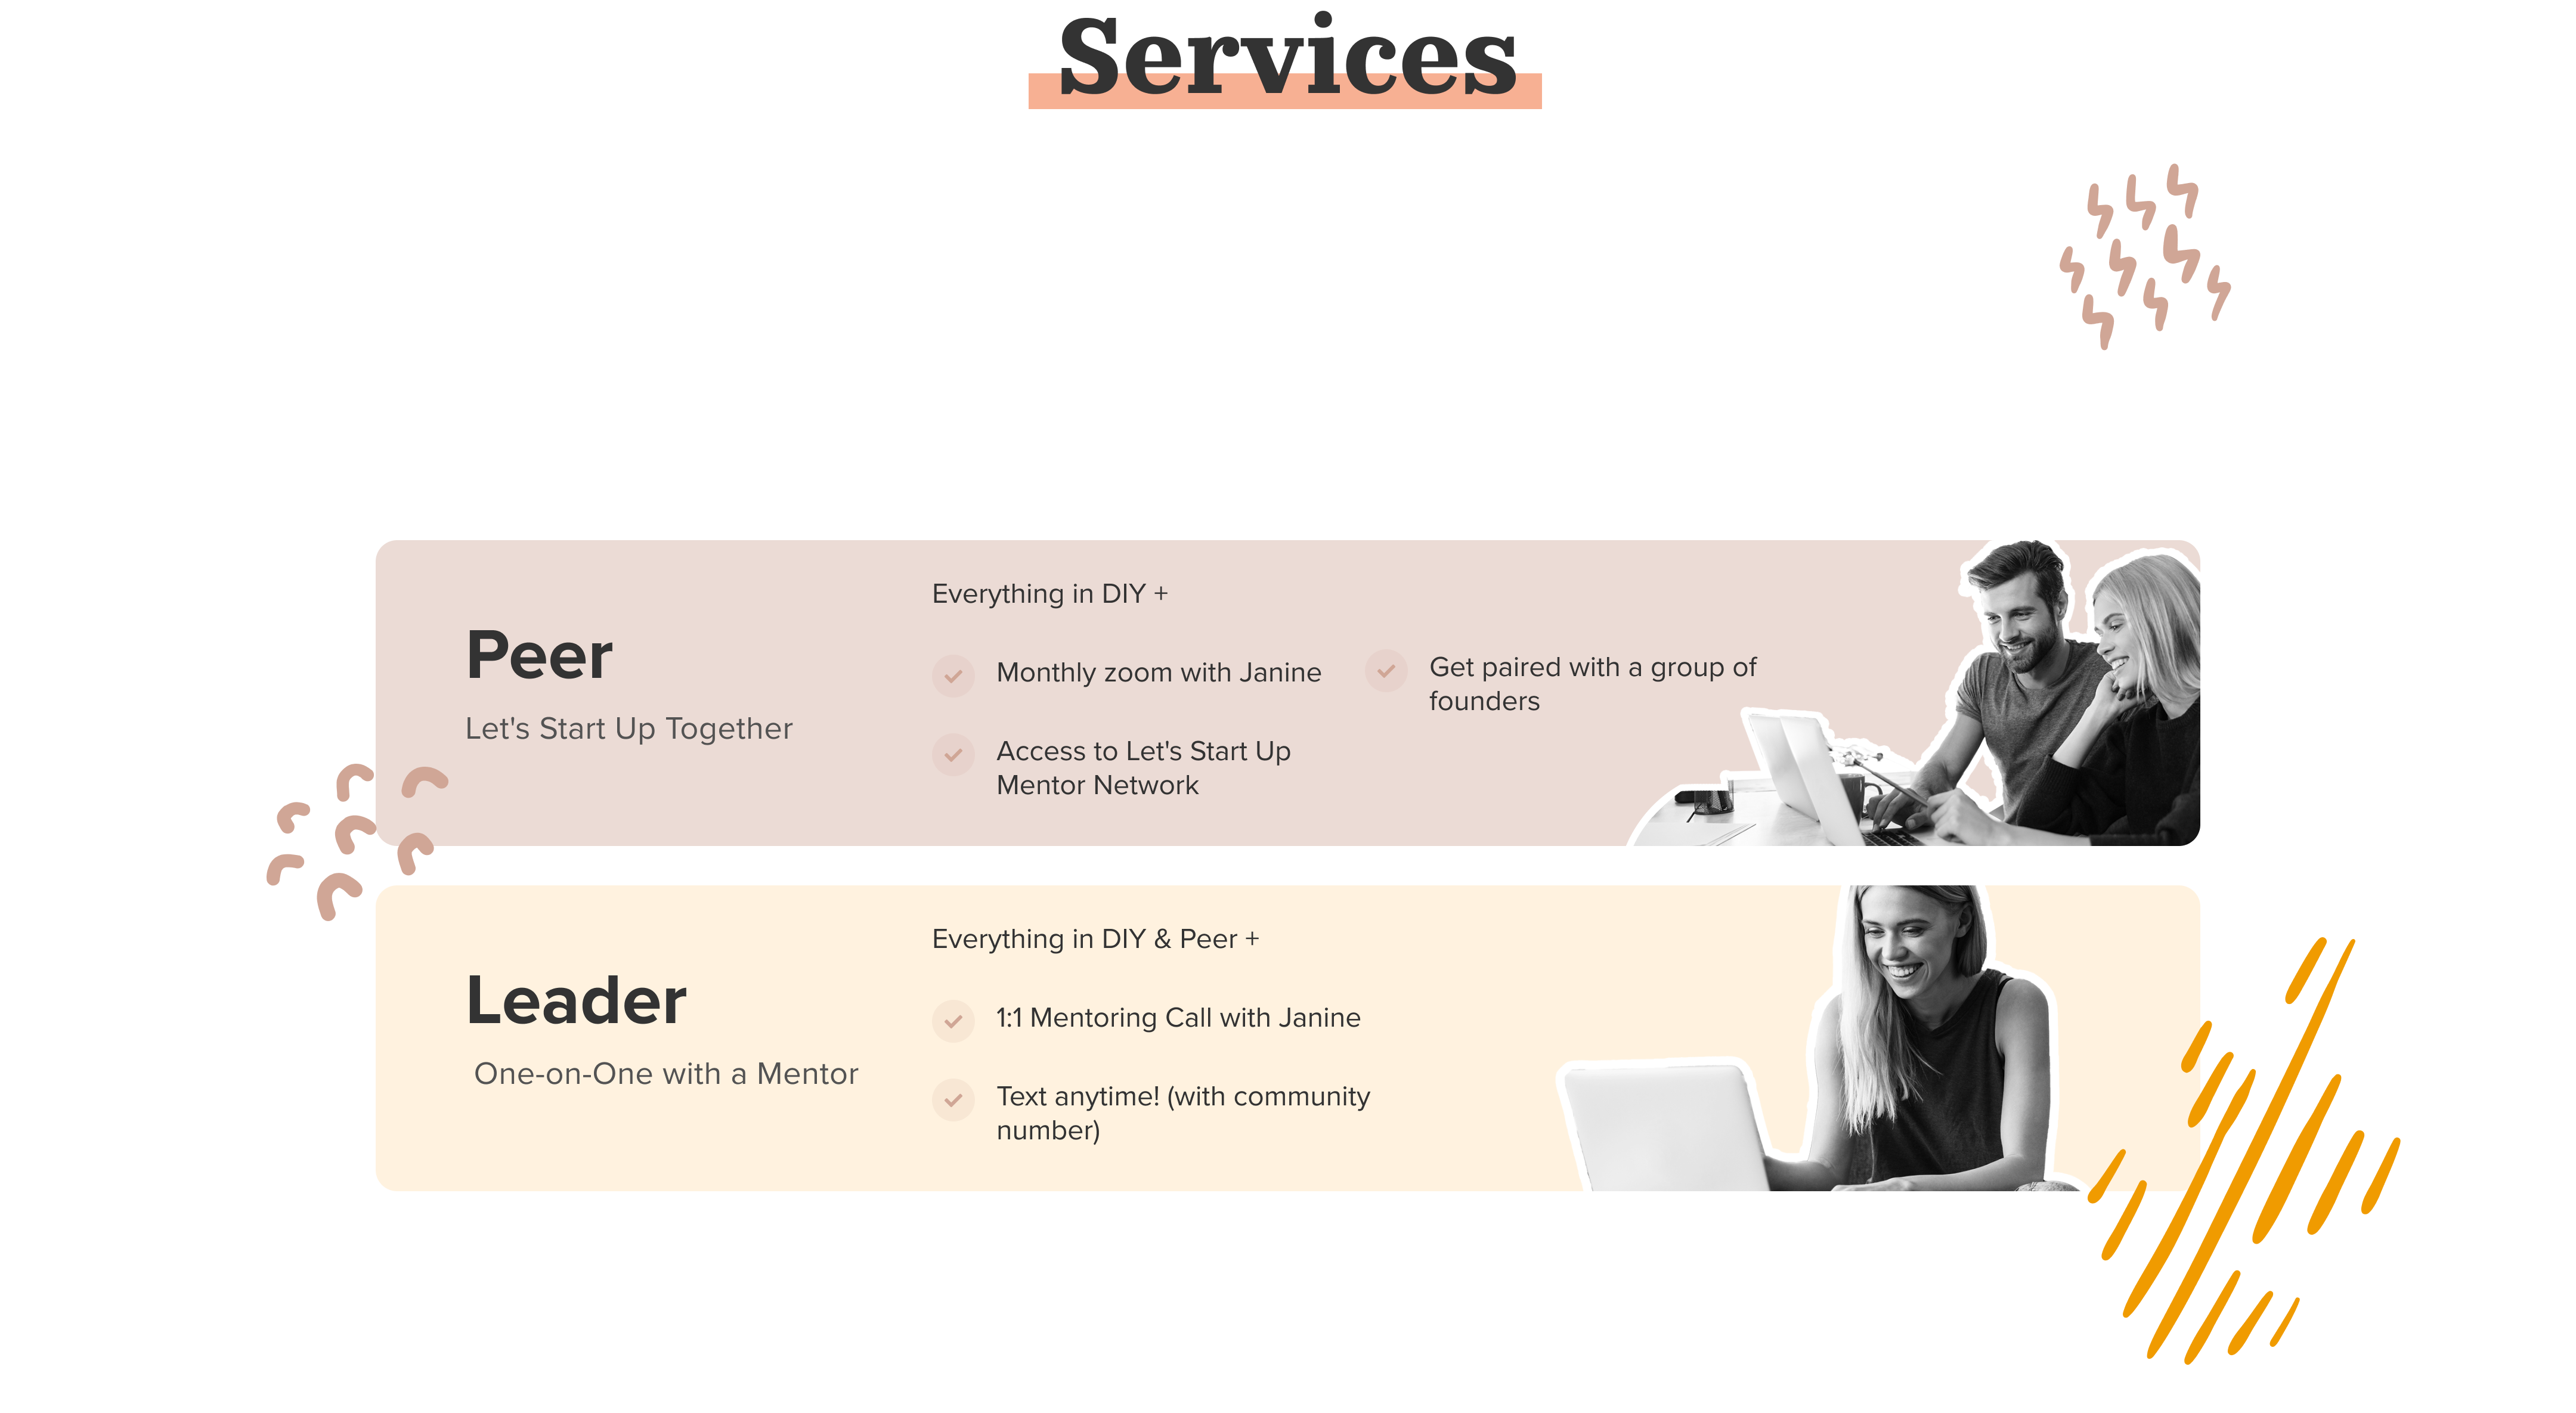 Services
Peer
Let's Start Up Together
Everything in DIY +
Monthly zoom with Janine
Access to Let's Start Up
Mentor Network
Get paired with a group of
founders
Leader
One-on-One with a Mentor
Everything in DIY & Peer +
1:1 Mentoring Call with Janine
Text anytime! (with community
number)